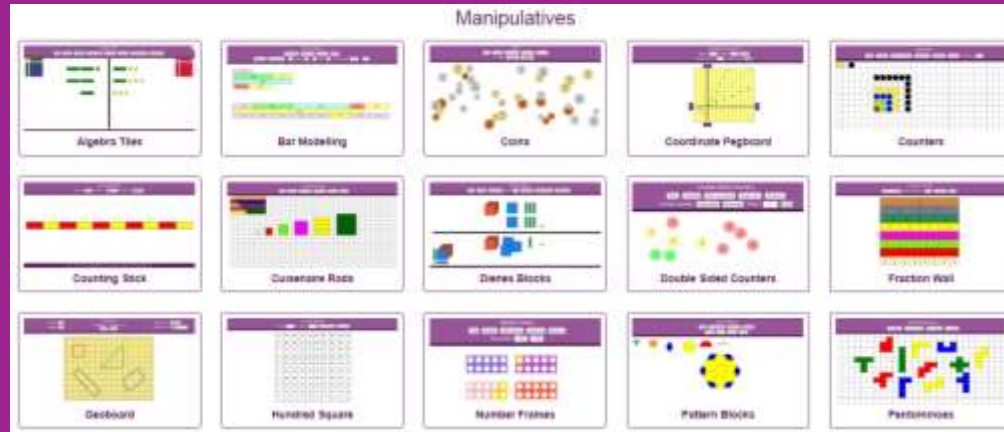 Manipulatives
Algebra Tiles
Bar Modelling
Coins
Coordinate Pegboard
Counters
Counting Stick
Cuisenaire Rods
Dienes Blocks
Double Sided Counters
Fraction Wall
Geoboard
Hundred Square
Number Frames
Pattern Blocks
Pentominoes